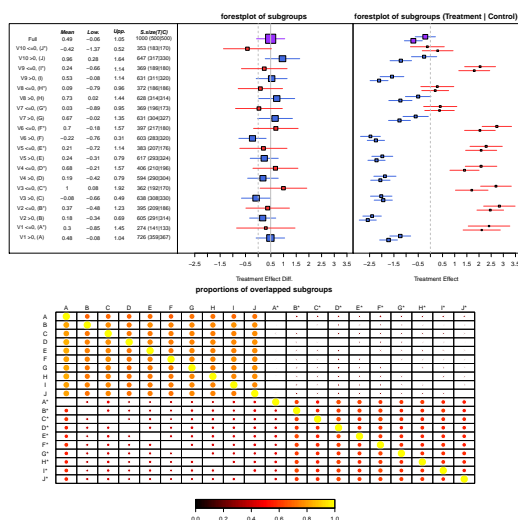 forestplot of subgroups
forestplot of subgroups (Treatment | Control)
Mean Low. Upp. S.size(T|C)
Full 0.49 −0.06 1.05 1000 (500|500)
V10 <=0, (J*) −0.42 −1.37 0.52 353 (183|170)
V10 >0, (J) 0.96 0.28 1.64 647 (317|330)
V9 <=0, (I*) 0.24 −0.66 1.14 369 (189|180)
V9 >0, (I) 0.53 −0.08 1.14 631 (311|320)
V8 <=0, (H*) 0.09 −0.79 0.96 372 (186|186)
V8 >0, (H) 0.73 0.02 1.44 628 (314|314)
V7 <=0, (G*) 0.03 −0.89 0.95 369 (196|173)
V7 >0, (G) 0.67 −0.02 1.35 631 (304|327)
V6 <=0, (F*) 0.7 −0.18 1.57 397 (217|180)
V6 >0, (F) −0.22 −0.76 0.31 603 (283|320)
V5 <=0, (E*) 0.21 −0.72 1.14 383 (207|176)
V5 >0, (E) 0.24 −0.31 0.79 617 (293|324)
V4 <=0, (D*) 0.68 −0.21 1.57 406 (210|196)
V4 >0, (D) 0.19 −0.42 0.79 594 (290|304)
V3 <=0, (C*) 1 0.08 1.92 362 (192|170)
V3 >0, (C) −0.08 −0.66 0.49 638 (308|330)
V2 <=0, (B*) 0.37 −0.48 1.23 395 (209|186)
V2 >0, (B) 0.18 −0.34 0.69 605 (291|314)
V1 <=0, (A*) 0.3 −0.85 1.45 274 (141|133)
V1 >0, (A) 0.48 −0.08 1.04 726 (359|367)
−3.5 −2.5 −1.5 −0.5 0.5 1.5 2.5 3.5
−2.5 −1.5 −0.5 0.5 1.5 2.5 3.5
Treatment Effect Diff.
Treatment Effect
proportions of overlapped subgroups
A B C D E F G H I J A* B* C* D* E* F* G* H* I* J*
A
B
C
D
E
F
G
H
I
J
A*
B*
C*
D*
E*
F*
G*
H*
I*
J*
0.0 0.2 0.4 0.6 0.8 1.0